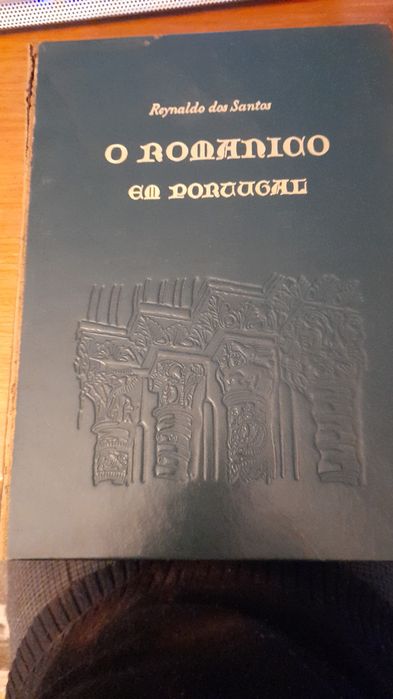 Reynaldo dos Santos
O ROMANICO
EM PORTUGAL